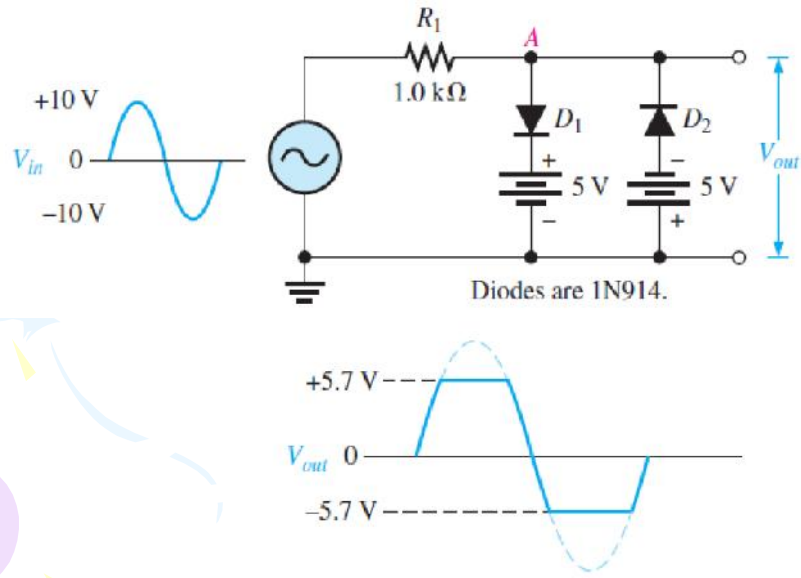 R1
A
1.0 kΩ
+10 V
Vin 0
−10 V
D1
D2
+
−
5 V
5 V
−
+
Vout
Diodes are 1N914.
+5.7 V
Vout 0
−5.7 V